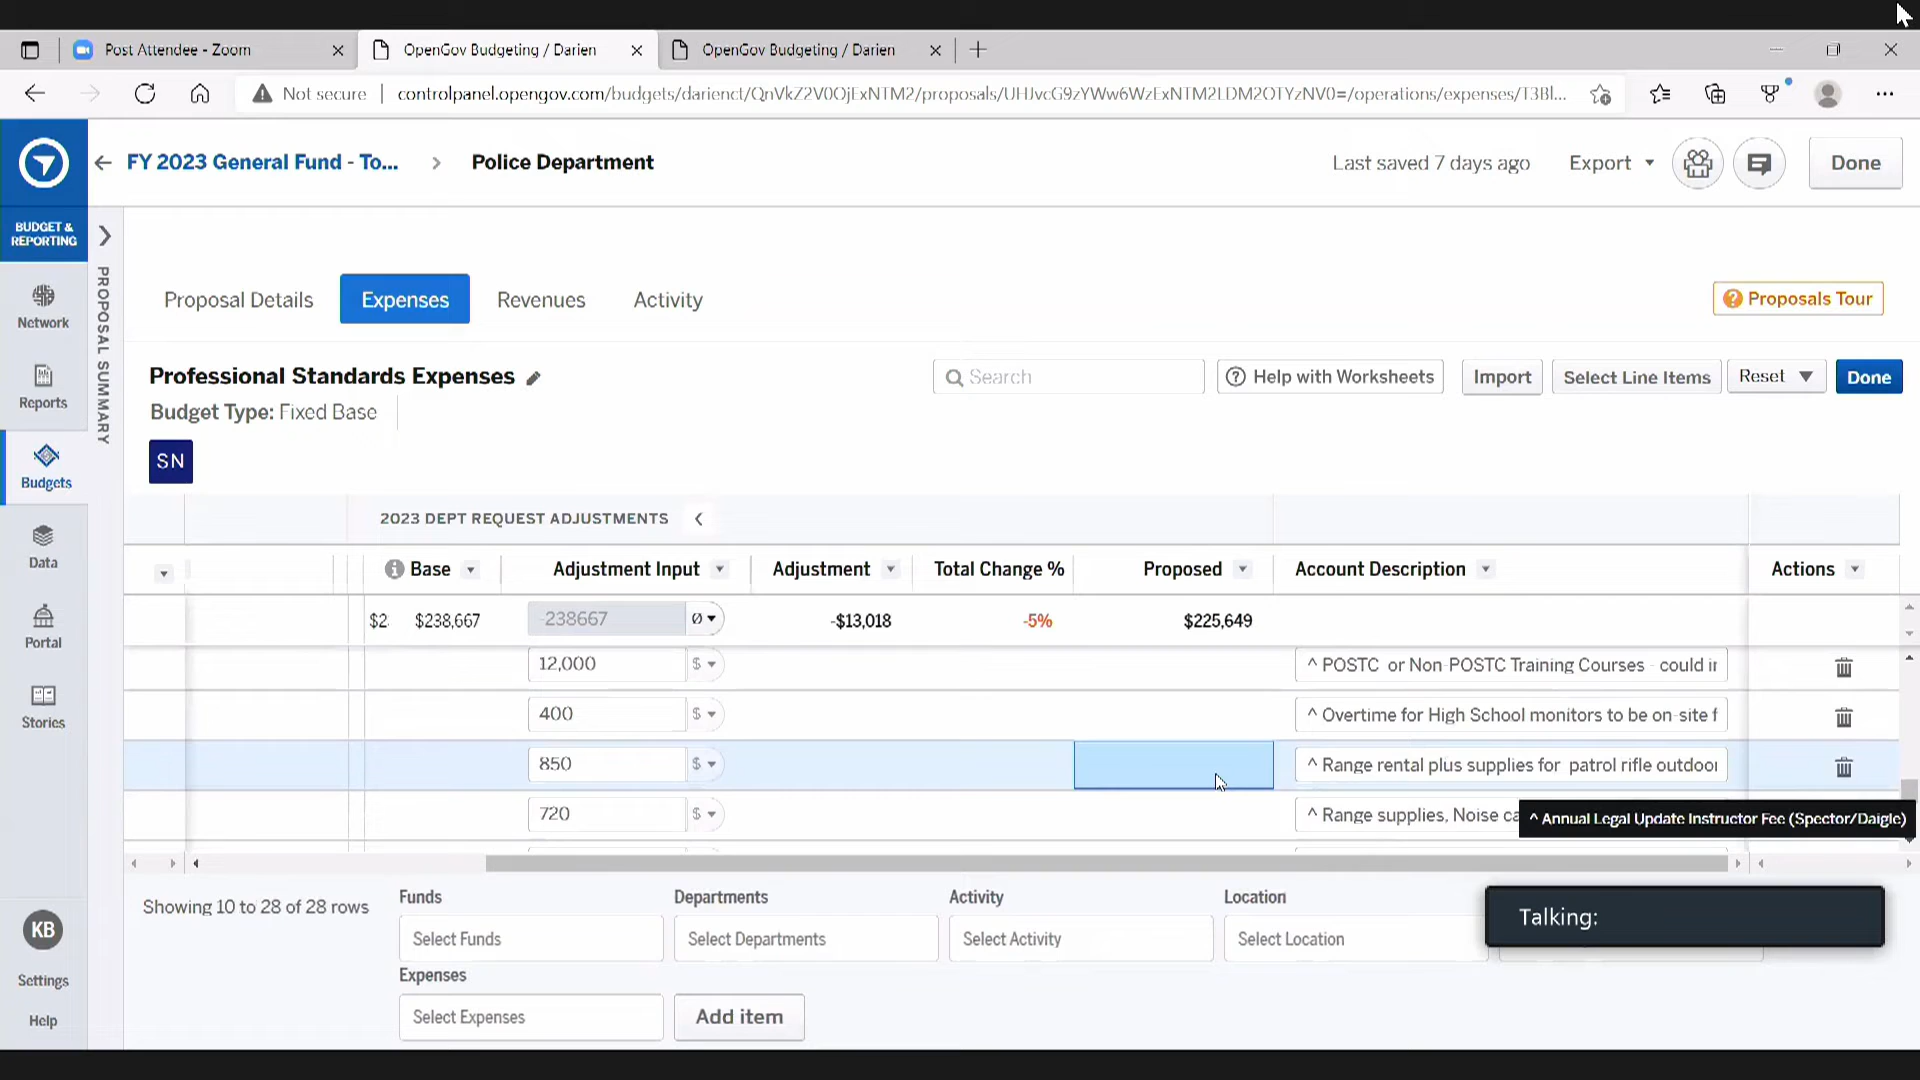 Post Attendee - Zoom
OpenGov Budgeting / Darien
OpenGov Budgeting / Darien
Not secure
controlpanel.opengov.com/budgets/darienct/QnVkZ2V0OjExNTM2/proposals/UHJvcG9zYWw6WzExNTM2LDM2OTYzNV0=/operations/expenses/T3Bl...
BUDGET & REPORTING
FY 2023 General Fund - To...
Police Department
Last saved 7 days ago
Export
Done
PROPOSAL SUMMARY
Network
Reports
Budgets
Data
Portal
Stories
KB
Settings
Help
Proposal Details
Expenses
Revenues
Activity
Proposals Tour
Professional Standards Expenses
Search
Help with Worksheets
Import
Select Line Items
Reset
Done
Budget Type: Fixed Base
SN
2023 DEPT REQUEST ADJUSTMENTS
Base
Adjustment Input
Adjustment
Total Change %
Proposed
Account Description
Actions
$2
$238,667
-238667
Ø
-$13,018
-5%
$225,649
12,000
$
^ POSTC or Non-POSTC Training Courses - could in
400
$
^ Overtime for High School monitors to be on-site f
850
$
^ Range rental plus supplies for patrol rifle outdoor
720
$
^ Range supplies, Noise ca
^ Annual Legal Update Instructor Fee (Spector/Daigle)
Showing 10 to 28 of 28 rows
Funds
Select Funds
Departments
Select Departments
Activity
Select Activity
Location
Select Location
Talking:
Expenses
Select Expenses
Add item